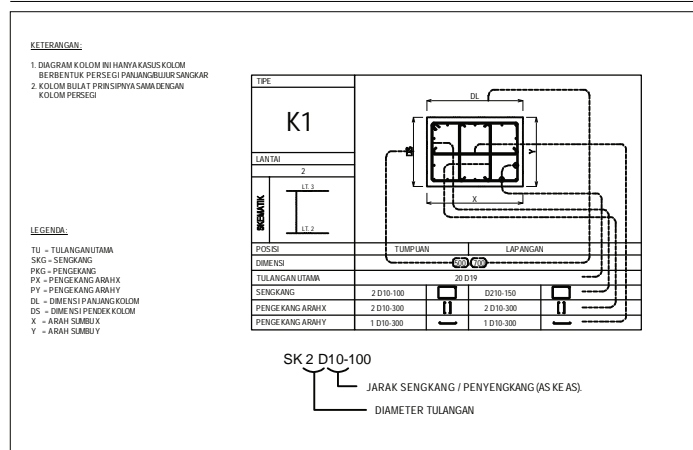 KETERANGAN:
1. DIAGRAM KOLOM INI HANYA KASUS KOLOM
BERBENTUK PERSEGI PANJANG/BUJUR SANGKAR
2. KOLOM BULAT PRINSIPNYA SAMA DENGAN
KOLOM PERSEGI
LEGENDA:
TU = TULANGAN UTAMA
SKG = SENGKANG
PKG = PENGEKANG
PX = PENGEKANG ARAH X
PY = PENGEKANG ARAH Y
DL = DIMENSI PANJANG KOLOM
DS = DIMENSI PENDEK KOLOM
X = ARAH SUMBU X
Y = ARAH SUMBU Y
TIPE
K1
LANTAI
2
SKEMATIK
LT. 3
LT. 2
DL
DS
Y
X
POSISI TUMPUAN LAPANGAN
DIMENSI 500 700
TULANGAN UTAMA 20 D19
SENGKANG 2 D10-100 D210-150
PENGEKANG ARAH X 2 D10-300 2 D10-300
PENGEKANG ARAH Y 1 D10-300 1 D10-300
SK 2 D10-100
JARAK SENGKANG / PENYENGKANG (AS KE AS).
DIAMETER TULANGAN